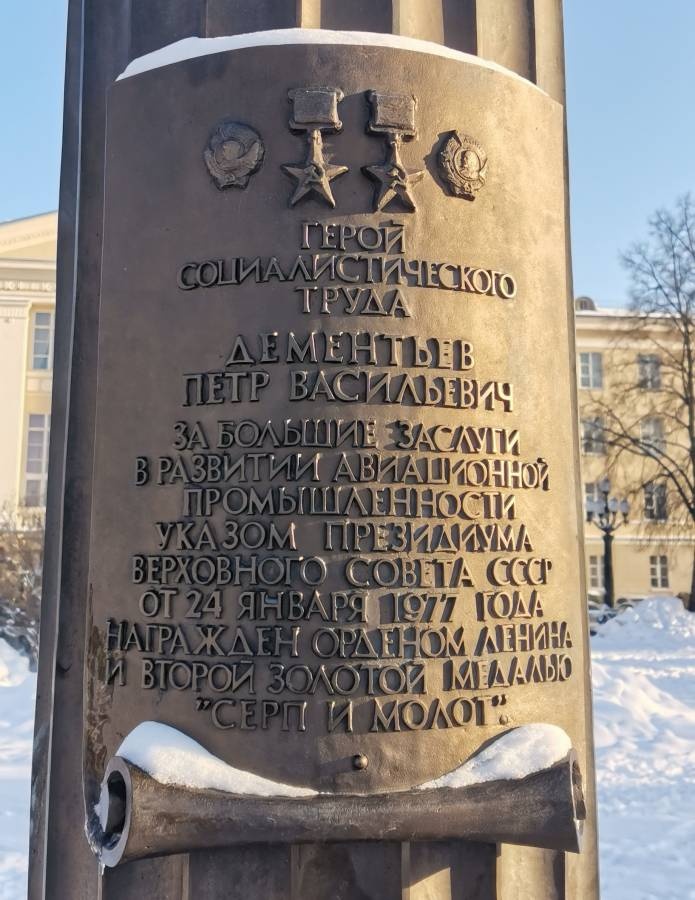 ГЕРОЙ
СОЦИАЛИСТИЧЕСКОГО
ТРУДА
ДЕМЕНТЬЕВ
ПЕТР ВАСИЛЬЕВИЧ
ЗА БОЛЬШИЕ ЗАСЛУГИ
В РАЗВИТИИ АВИАЦИОННОЙ
ПРОМЫШЛЕННОСТИ
УКАЗОМ ПРЕЗИДИУМА
ВЕРХОВНОГО СОВЕТА СССР
ОТ 24 ЯНВАРЯ 1977 ГОДА
НАГРАЖДЕН ОРДЕНОМ ЛЕНИНА
И ВТОРОЙ ЗОЛОТОЙ МЕДАЛЬЮ
"СЕРП И МОЛОТ".